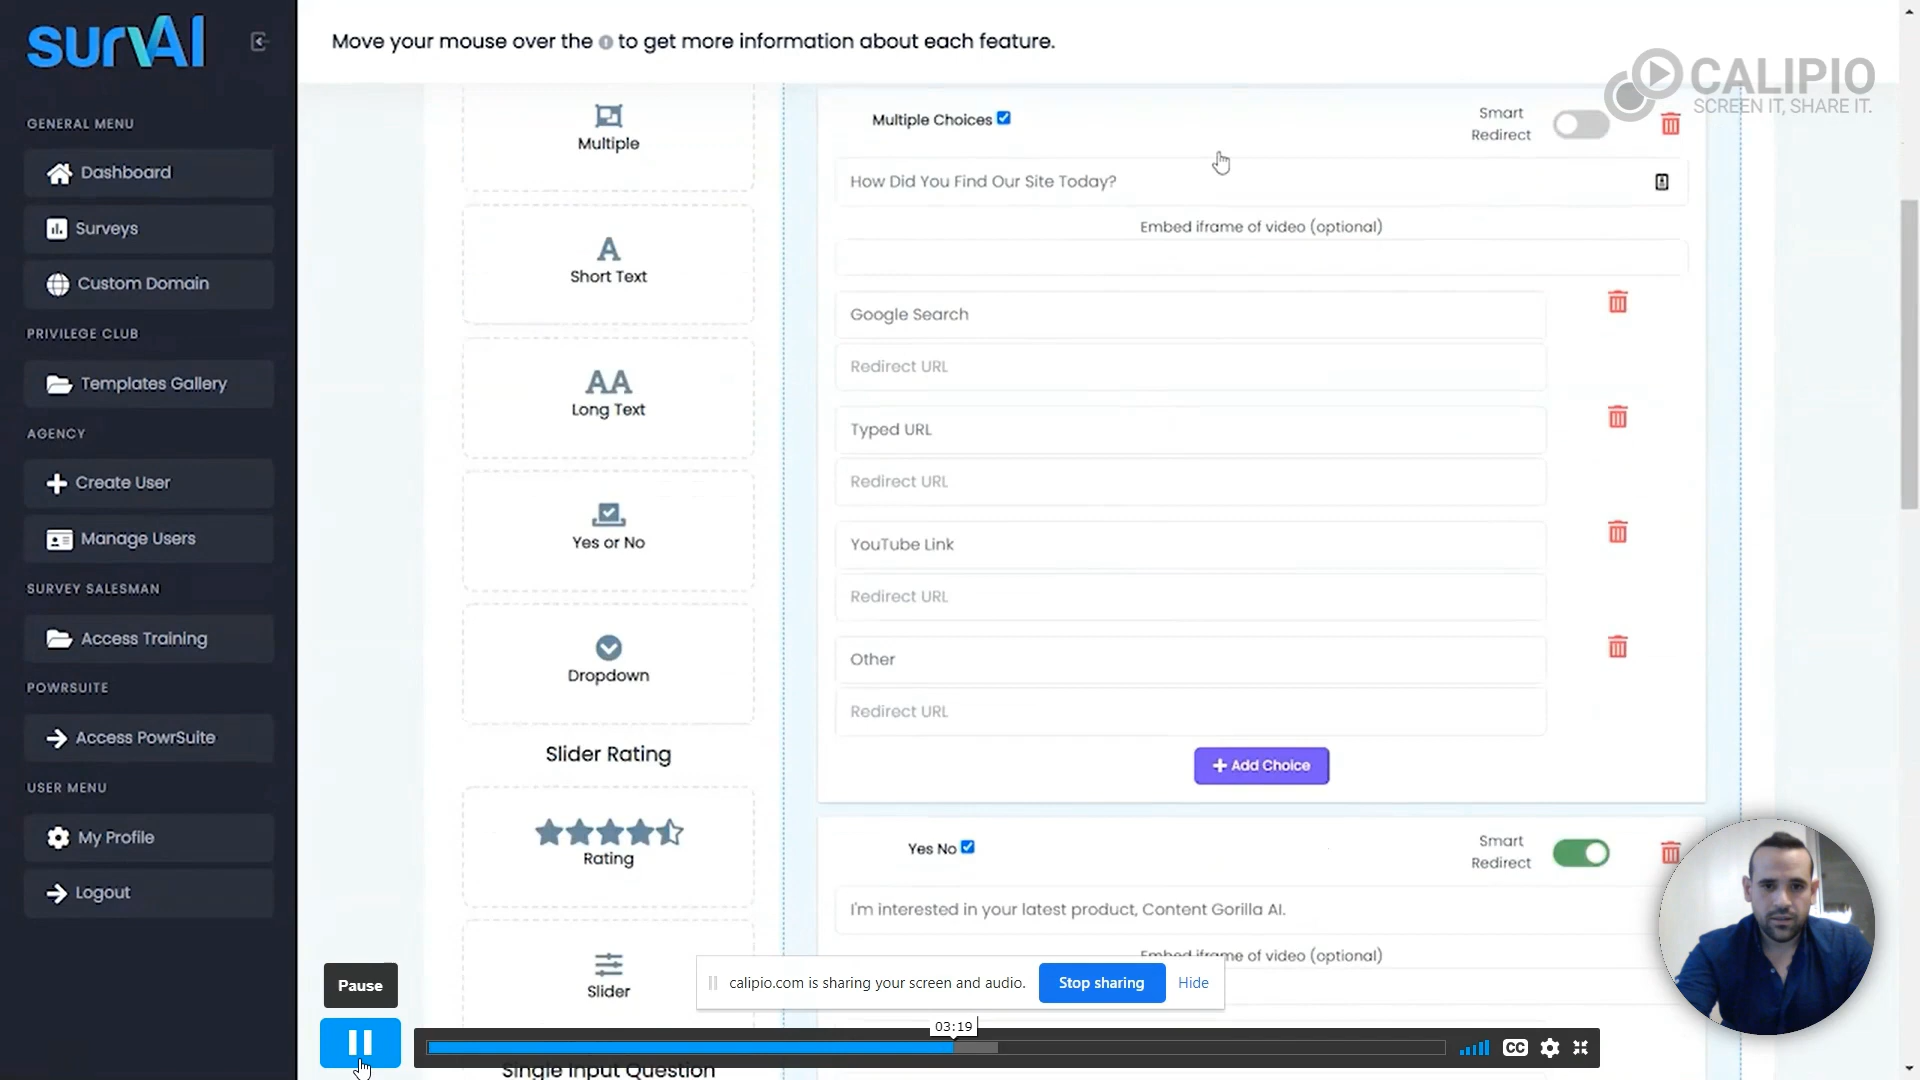 survAI
Move your mouse over the to get more information about each feature.
CALIPIO
SCREEN IT, SHARE IT.
GENERAL MENU
Dashboard
Surveys
Custom Domain
PRIVILEGE CLUB
Templates Gallery
AGENCY
Create User
Manage Users
SURVEY SALESMAN
Access Training
POWRSUITE
Access PowrSuite
USER MENU
My Profile
Logout
Multiple
Short Text
Long Text
Yes or No
Dropdown
Slider Rating
Rating
Slider
Single Input Question
Multiple Choices
Smart
Redirect
How Did You Find Our Site Today?
Embed iframe of video (optional)
Google Search
Redirect URL
Typed URL
Redirect URL
YouTube Link
Redirect URL
Other
Redirect URL
+ Add Choice
Yes No
Smart
Redirect
I'm interested in your latest product, Content Gorilla AI.
Embed iframe of video (optional)
calipio.com is sharing your screen and audio.
Stop sharing
Hide
Pause
03:19
CC